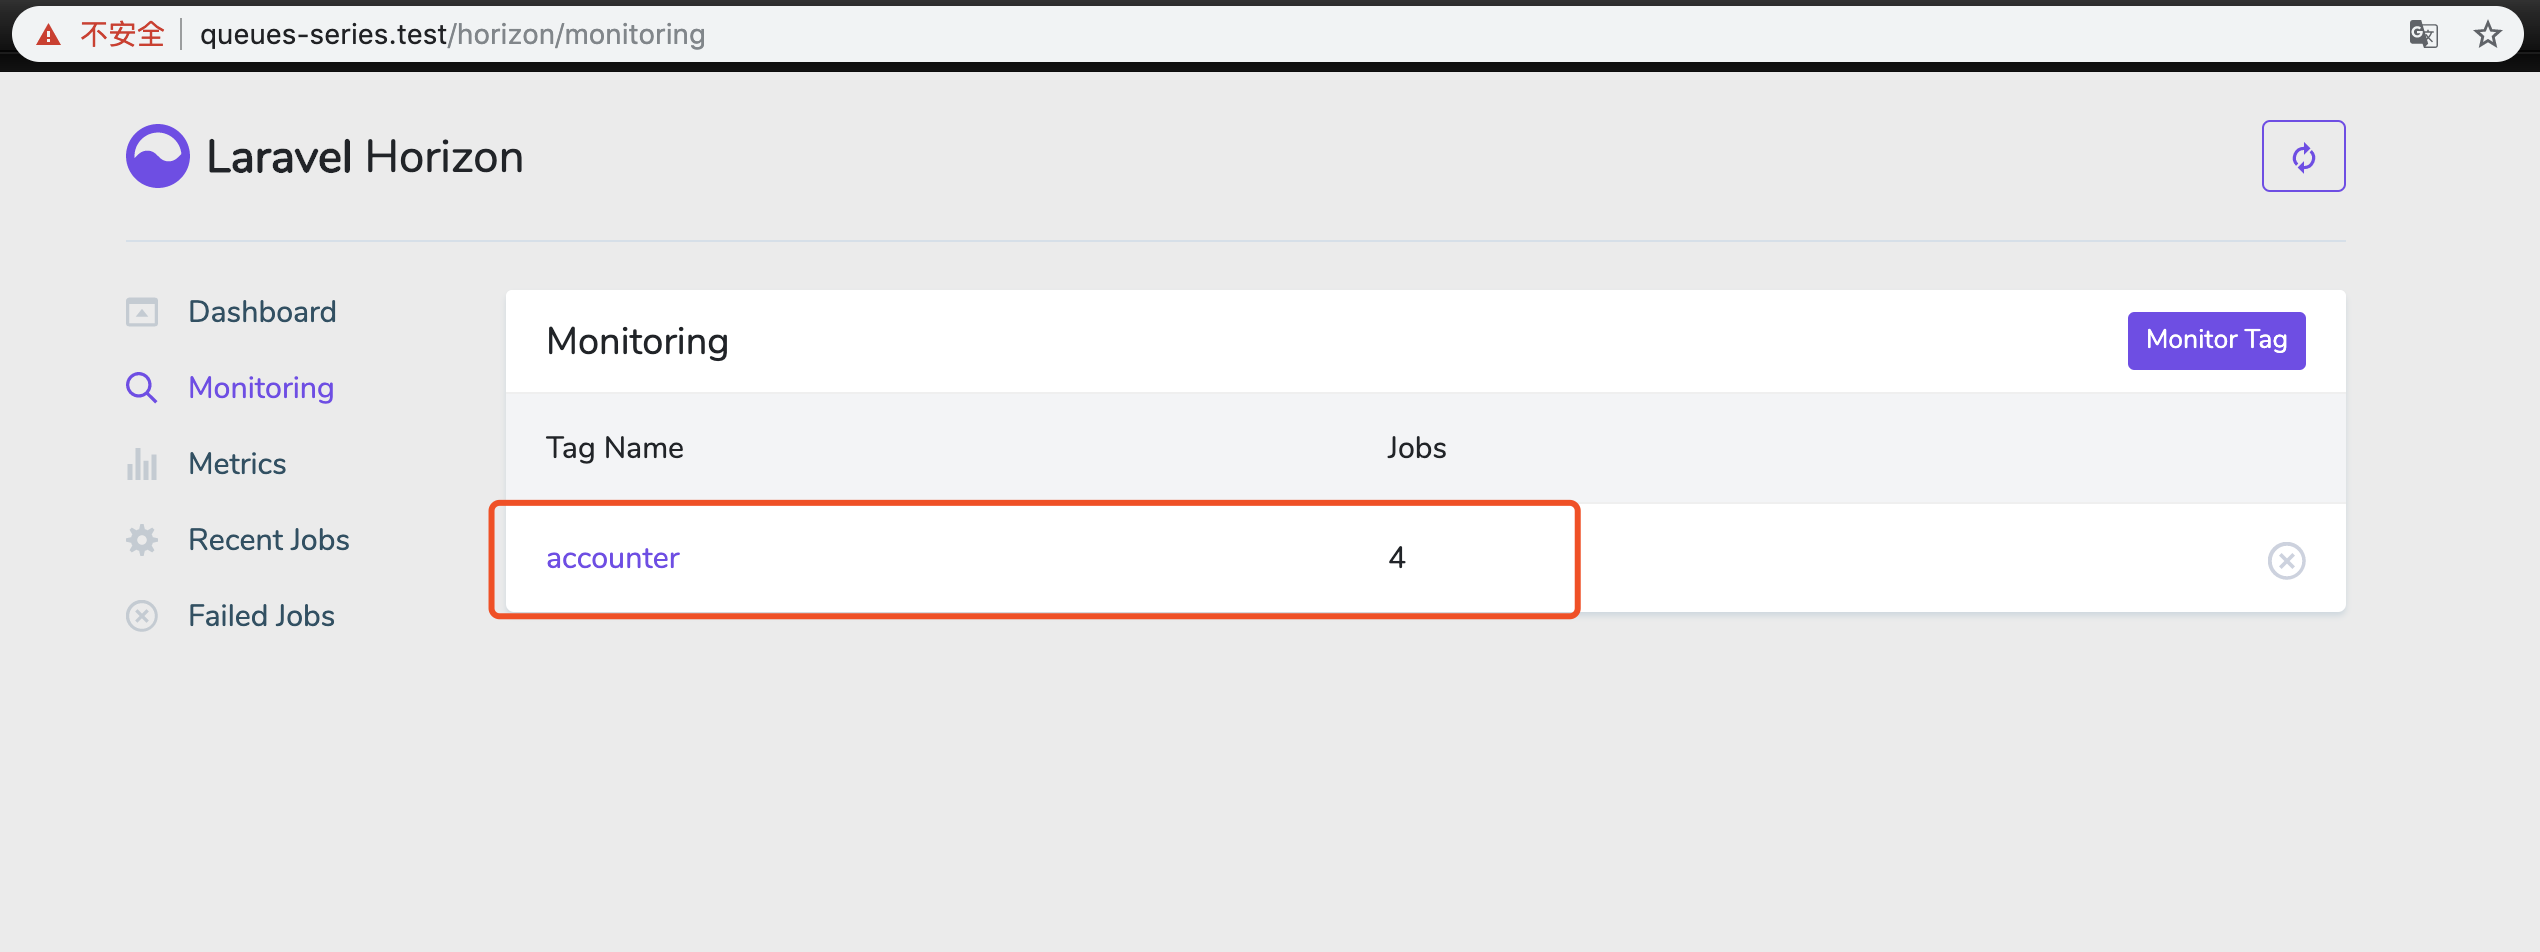 不安全 queues-series.test/horizon/monitoring
Laravel Horizon
Dashboard
Monitoring
Metrics
Recent Jobs
Failed Jobs
Monitoring
Monitor Tag
Tag Name Jobs
accounter 4